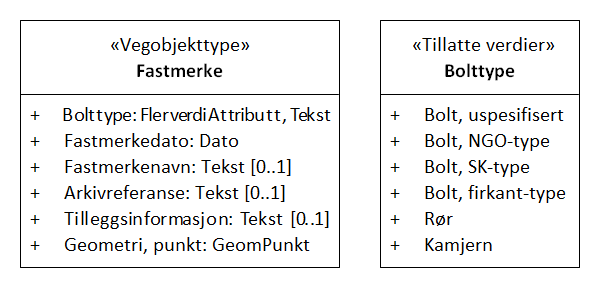 «Vegobjekttype»
Fastmerke
+ Bolttype: FlerverdiAttributt, Tekst
+ Fastmerkedato: Dato
+ Fastmerkenavn: Tekst [0..1]
+ Arkivreferanse: Tekst [0..1]
+ Tilleggsinformasjon: Tekst [0..1]
+ Geometri, punkt: GeomPunkt
«Tillatte verdier»
Bolttype
+ Bolt, uspesifisert
+ Bolt, NGO-type
+ Bolt, SK-type
+ Bolt, firkant-type
+ Rør
+ Kamjern